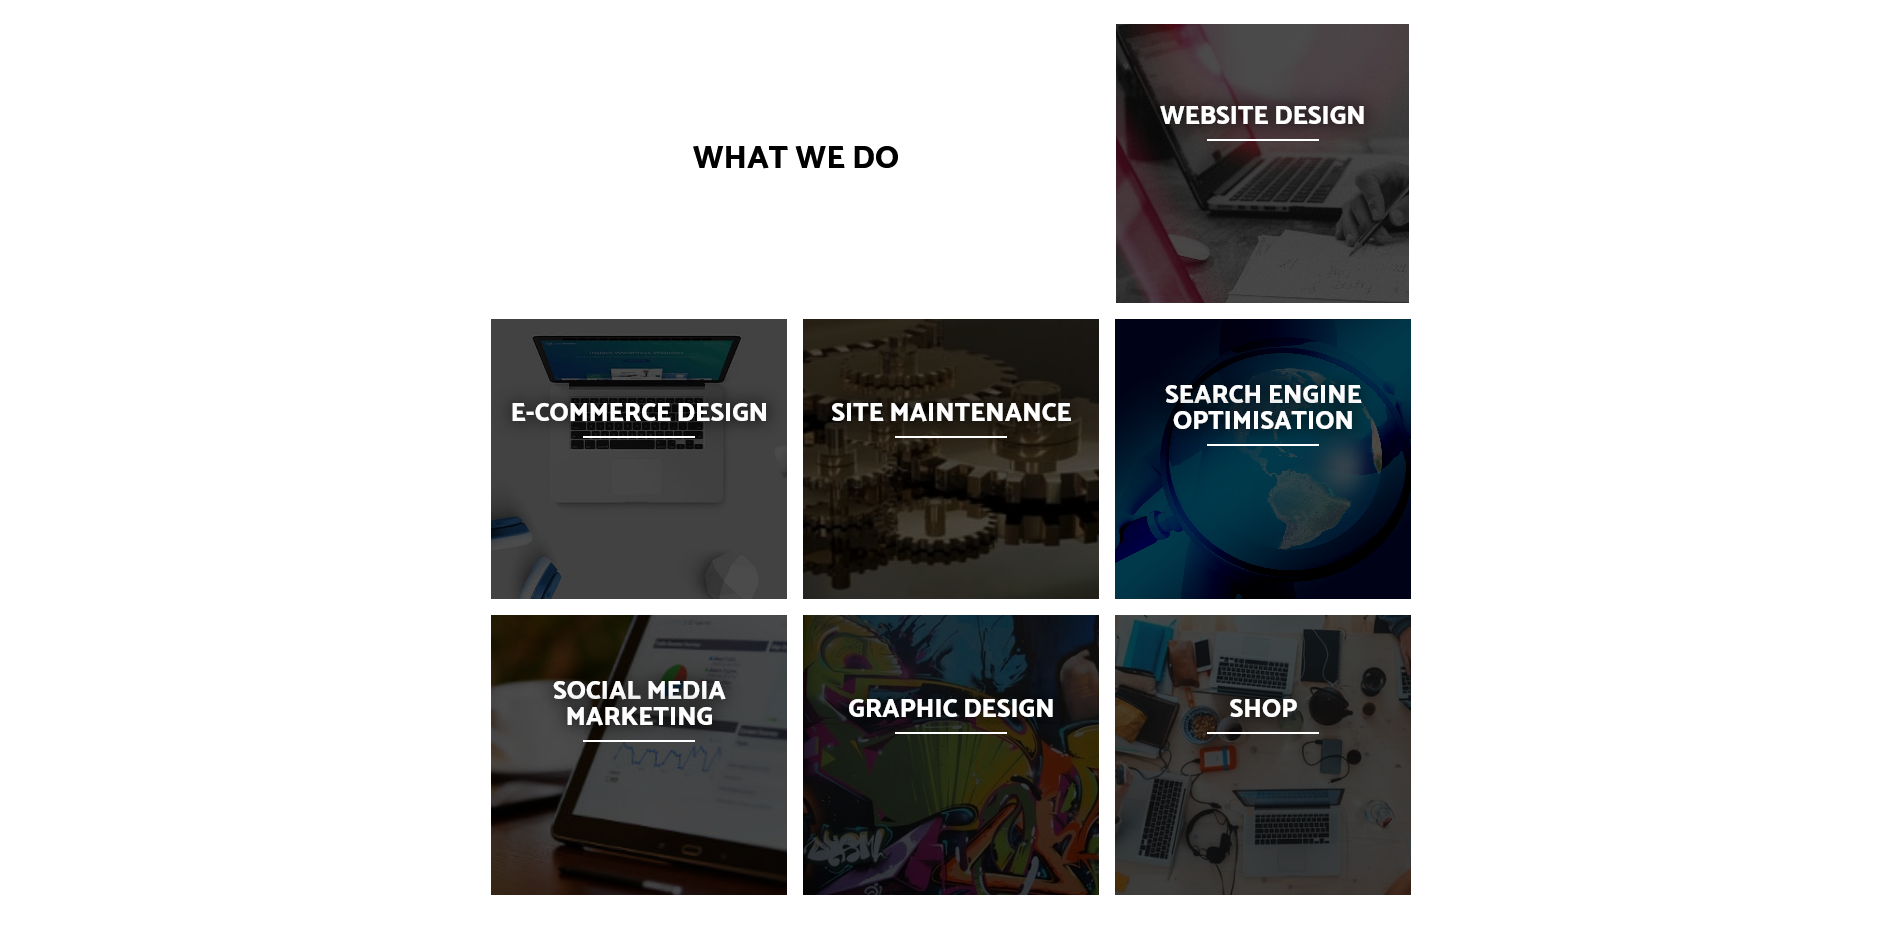 WHAT WE DO
WEBSITE DESIGN
E-COMMERCE DESIGN
SITE MAINTENANCE
SEARCH ENGINE
OPTIMISATION
SOCIAL MEDIA
MARKETING
GRAPHIC DESIGN
SHOP